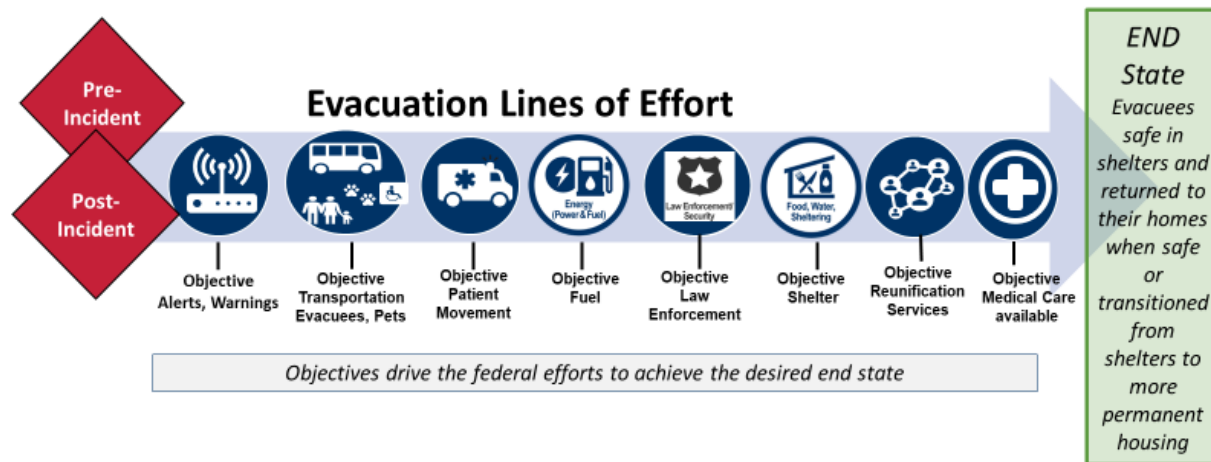 Pre-
Incident
Post-
Incident
Evacuation Lines of Effort
Energy
(Power & Fuel)
Law Enforcement/
Security
Food, Water,
Sheltering
Objective
Alerts, Warnings
Objective
Transportation
Evacuees, Pets
Objective
Patient
Movement
Objective
Fuel
Objective
Law
Enforcement
Objective
Shelter
Objective
Reunification
Services
Objective
Medical Care
available
Objectives drive the federal efforts to achieve the desired end state
END
State
Evacuees
safe in
shelters and
returned to
their homes
when safe
or
transitioned
from
shelters to
more
permanent
housing